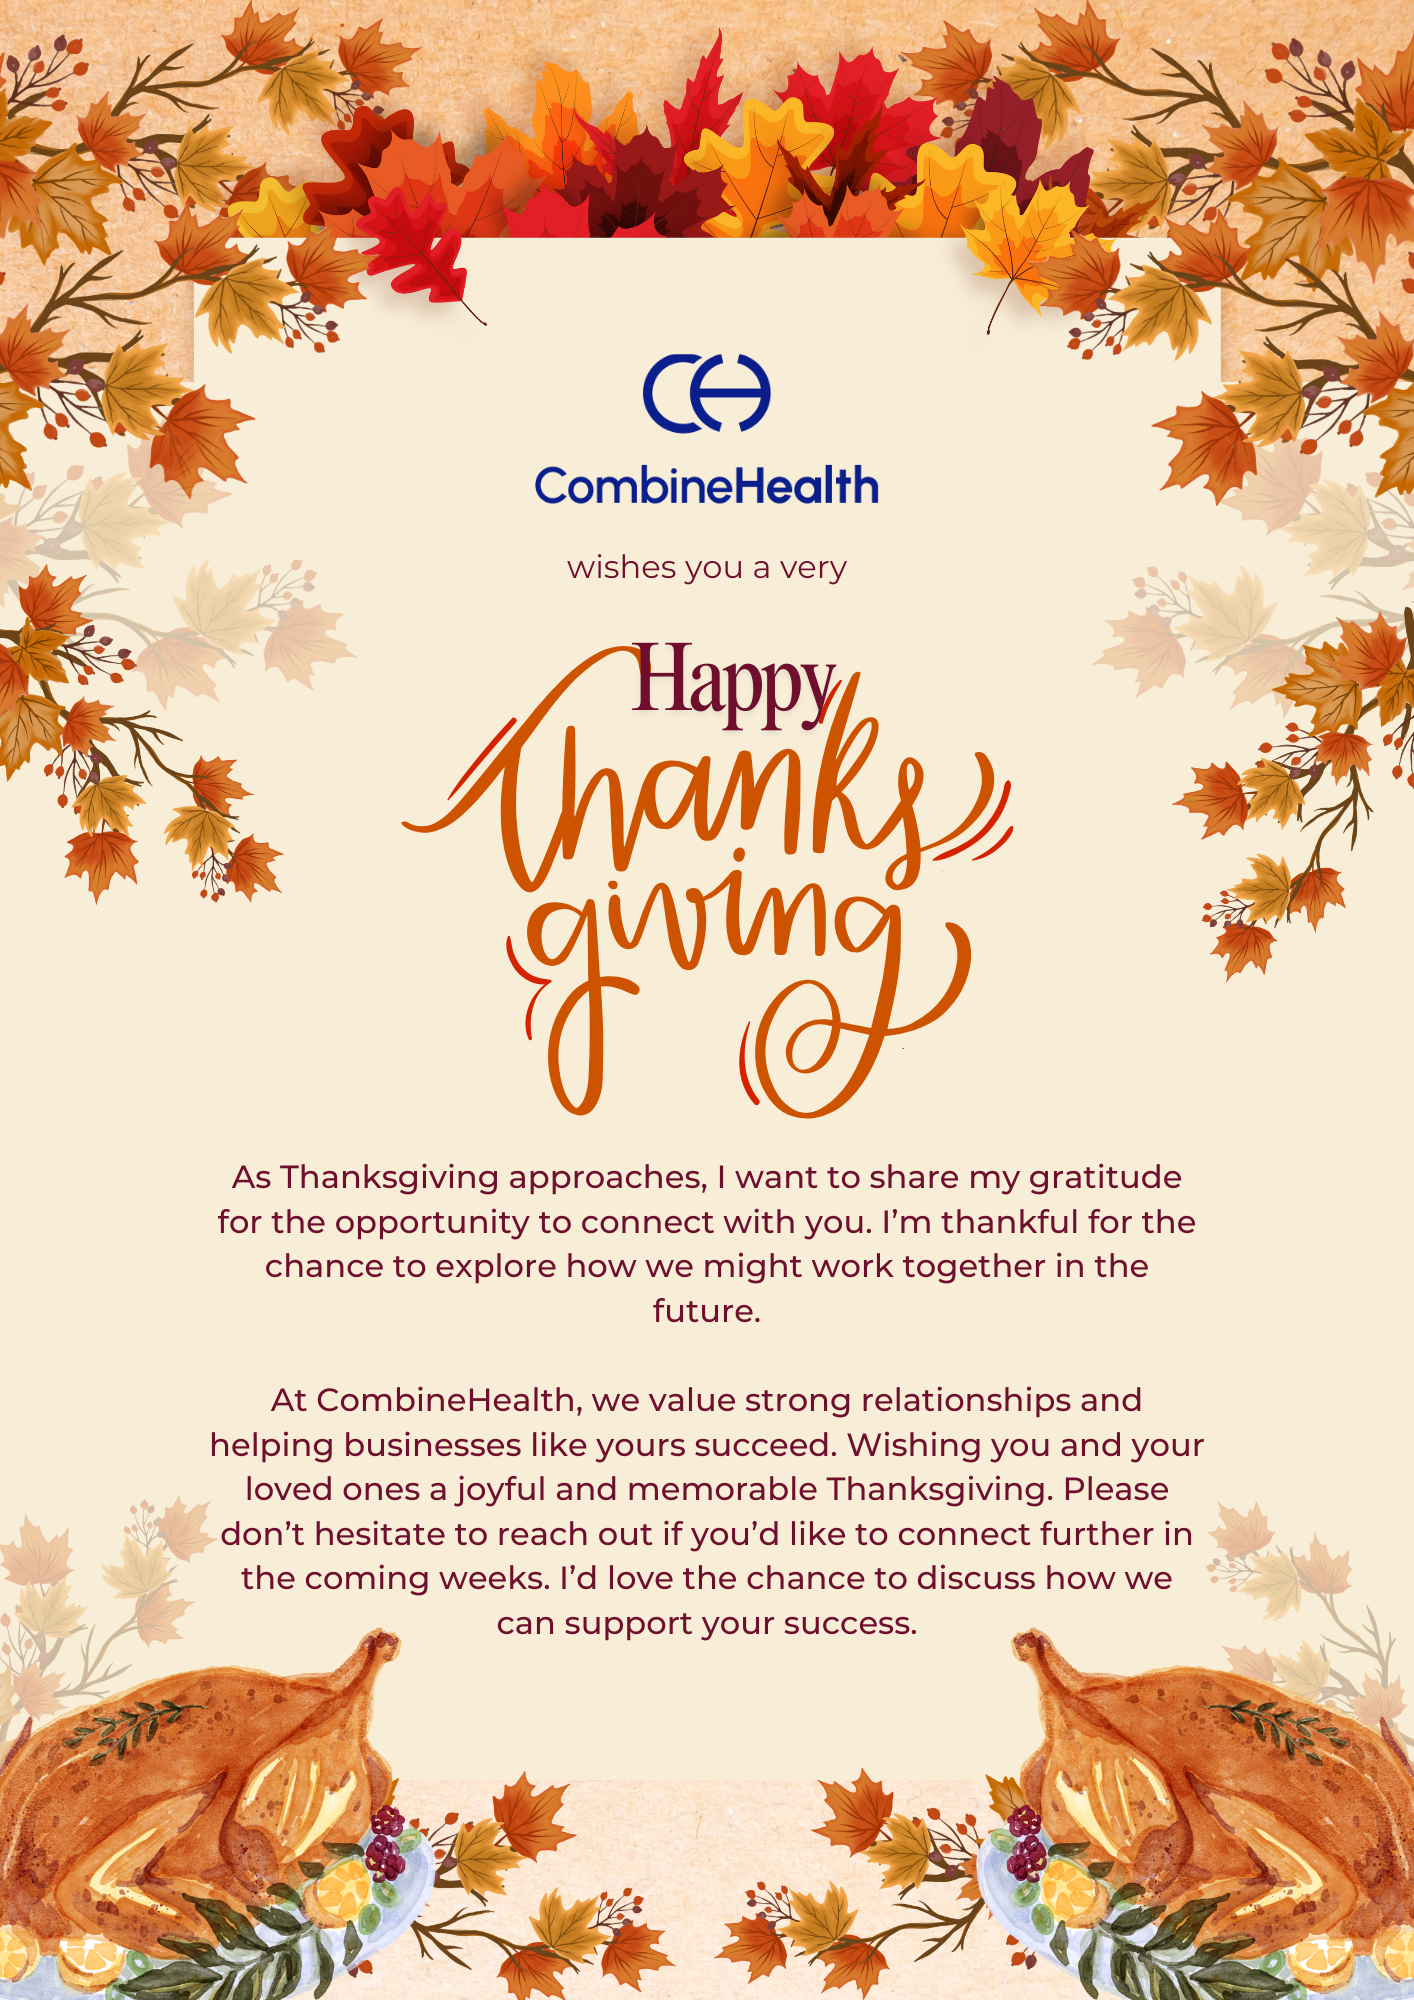 CH
CombineHealth
wishes you a very
Happy
Thanks
giving
As Thanksgiving approaches, I want to share my gratitude
for the opportunity to connect with you. I’m thankful for the
chance to explore how we might work together in the
future.
At CombineHealth, we value strong relationships and
helping businesses like yours succeed. Wishing you and your
loved ones a joyful and memorable Thanksgiving. Please
don’t hesitate to reach out if you’d like to connect further in
the coming weeks. I’d love the chance to discuss how we
can support your success.